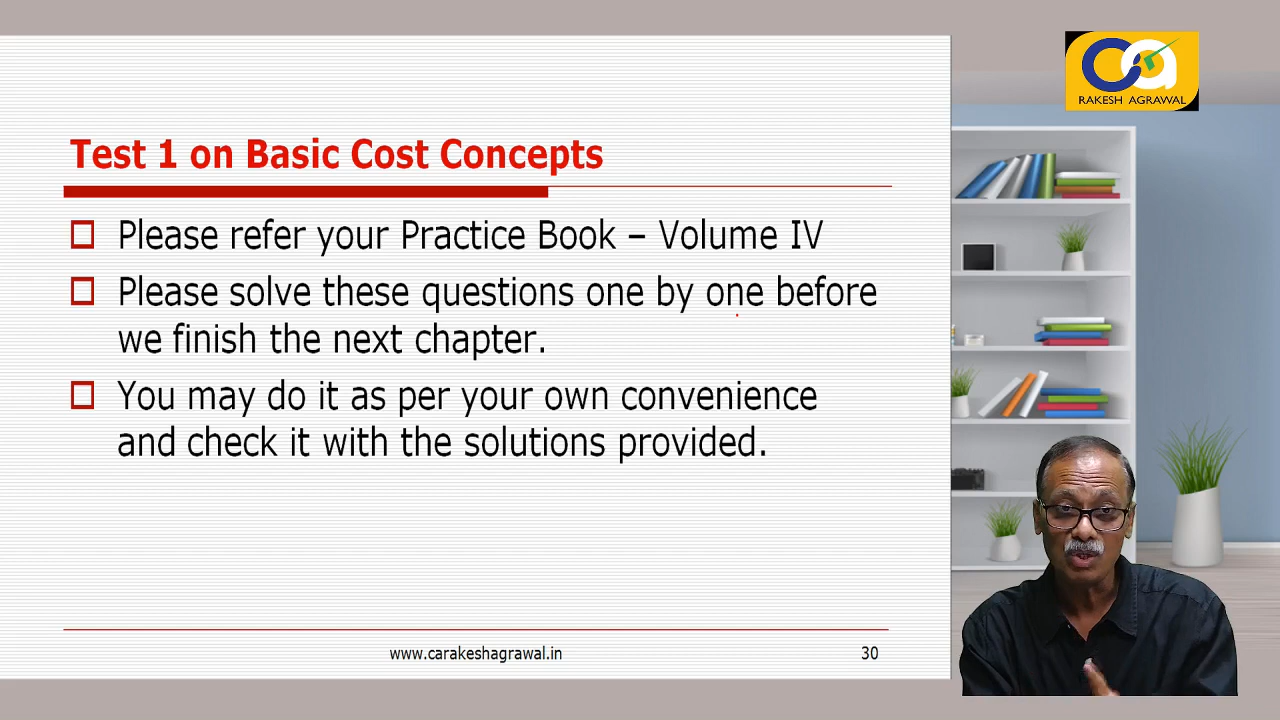 RAKESH AGRAWAL
Test 1 on Basic Cost Concepts
Please refer your Practice Book – Volume IV
Please solve these questions one by one before
we finish the next chapter.
You may do it as per your own convenience
and check it with the solutions provided.
www.carakeshagrawal.in
30